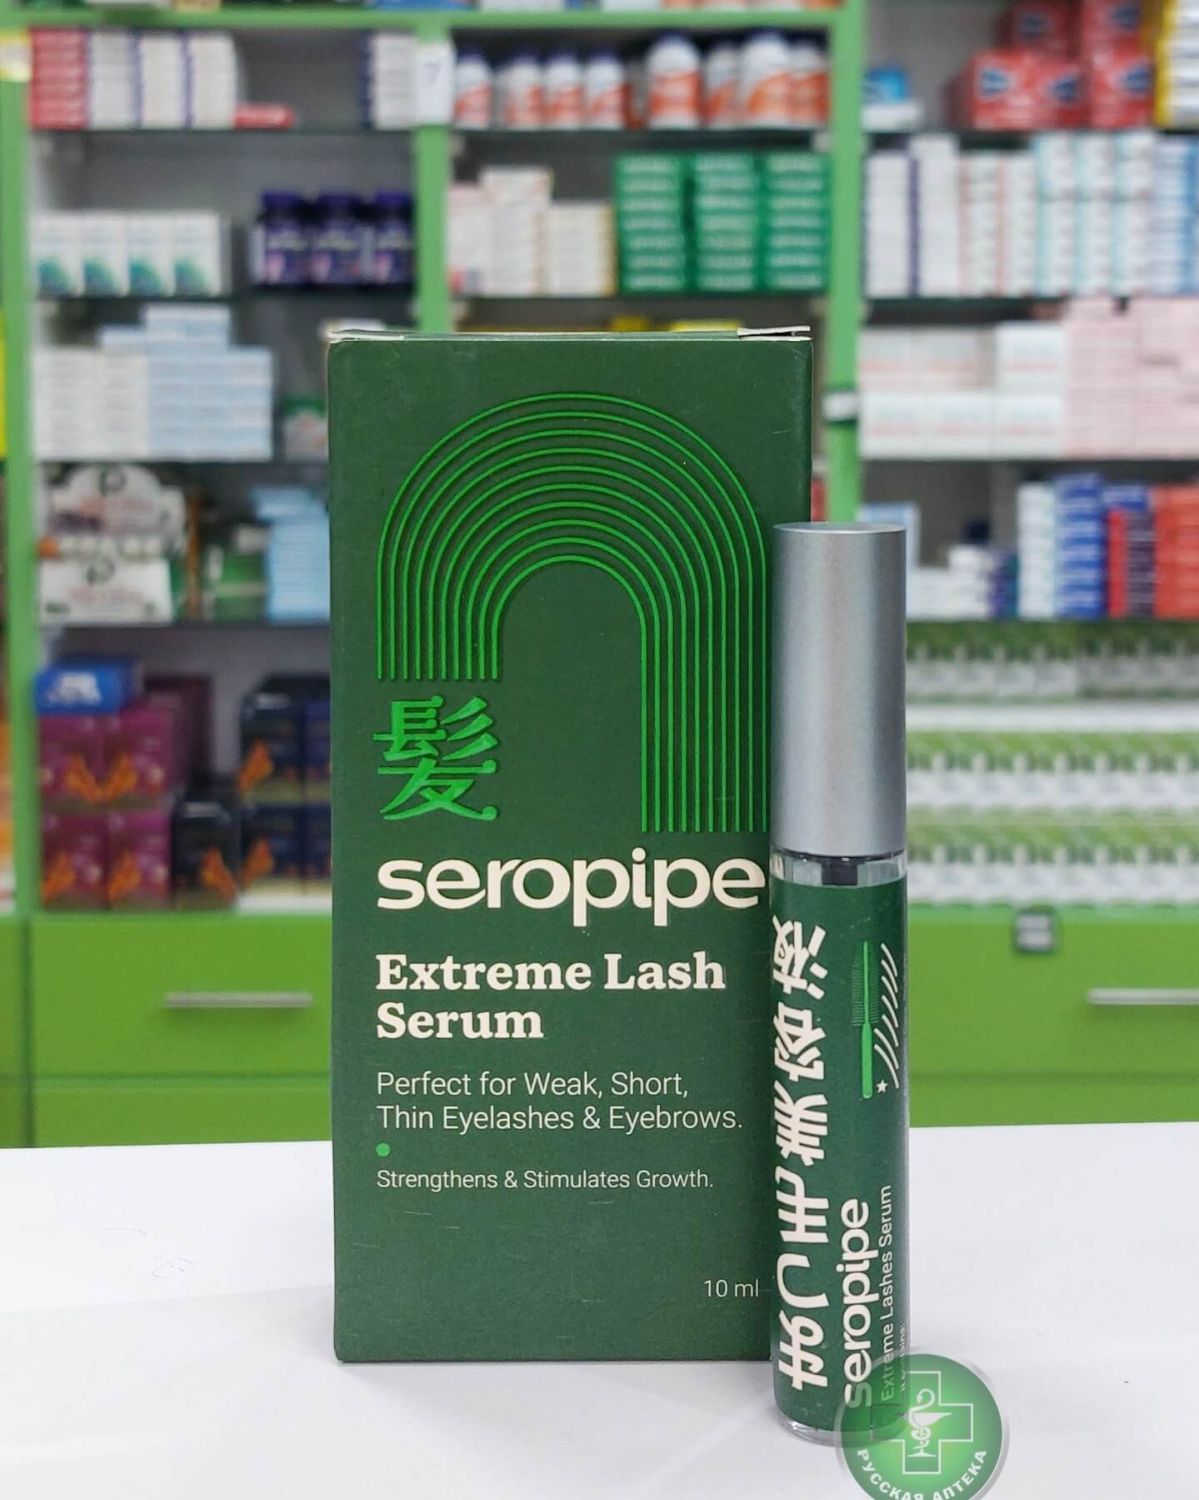 髪
seropipe
Extreme Lash
Serum
Perfect for Weak, Short,
Thin Eyelashes & Eyebrows.
Strengthens & Stimulates Growth.
10 ml
seropipe
Extreme Lashes Serum
РУССКАЯ АПТЕКА